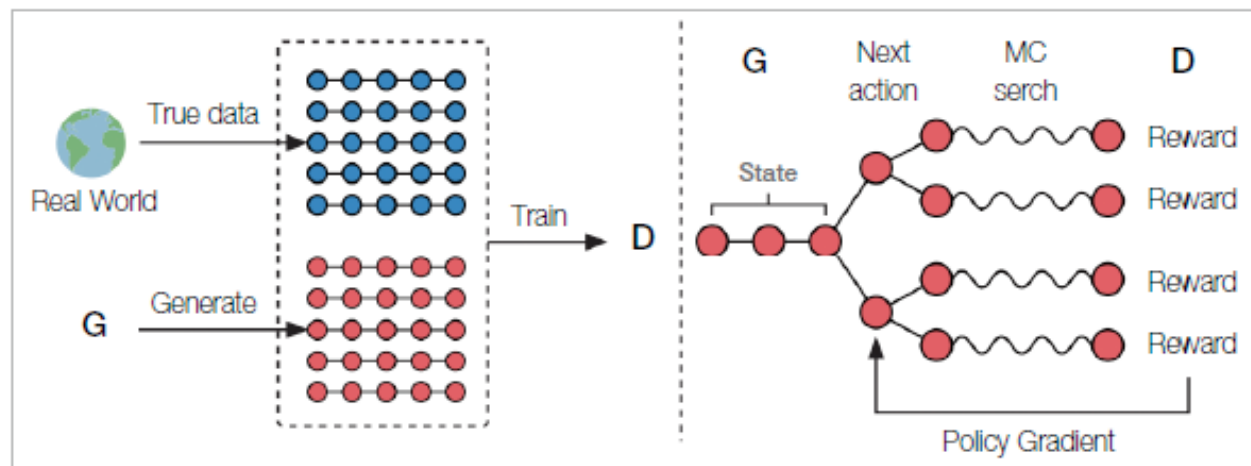 True data
Real World
G
Generate
Train
D
G
Next
action
MC
serch
D
State
Reward
Reward
Reward
Reward
Policy Gradient